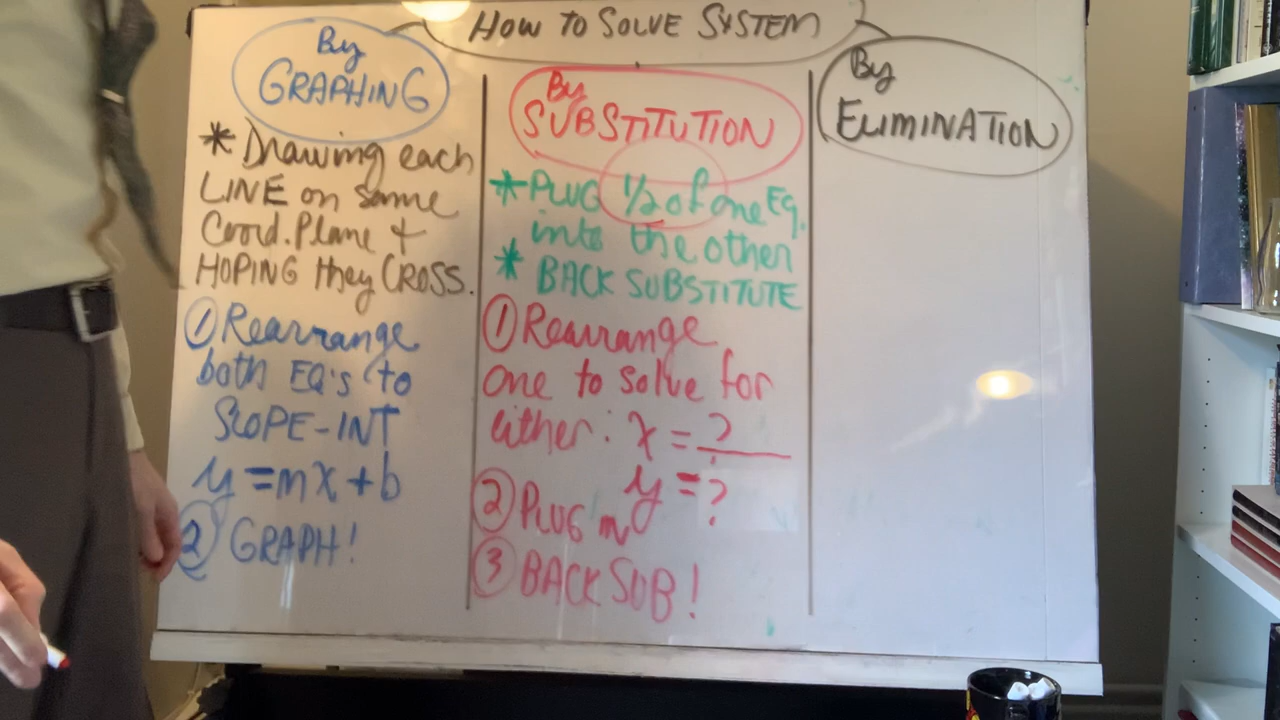 HOW TO SOLVE SYSTEM
By
GRAPHING
* Drawing each
LINE on same
Coord. Plane +
HOPING they CROSS.
① Rearrange
both EQ's to
SLOPE-INT
y = mx + b
② GRAPH!
By
SUBSTITUTION
* PLUG 1/2 of one Eq.
into the other
* BACK SUBSTITUTE
① Rearrange
one to solve for
either: x = ?
y = ?
② PLUG in
③ BACK SUB!
By
ELIMINATION